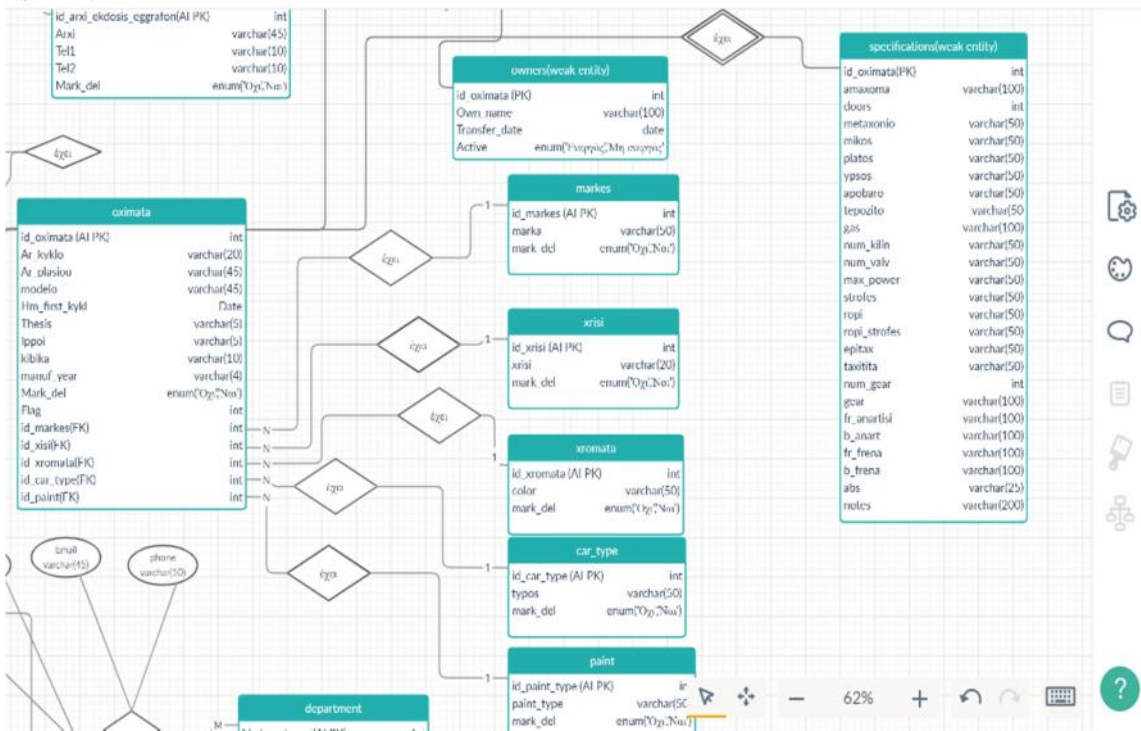 id_arxi_ekdosis_eggrafon(AI PK) int
Arxi varchar(45)
Tel1 varchar(10)
Tel2 varchar(10)
Mark_del enum('Όχι','Ναι')
έχει
oximata
id_oximata (AI PK) int
Ar_kyklo varchar(20)
Ar_plasiou varchar(45)
modelo varchar(45)
Hm_first_kykl Date
Thesis varchar(5)
Ippoi varchar(5)
kibika varchar(10)
manuf_year varchar(4)
Mark_del enum('Όχι','Ναι')
Flag int
id_markes(FK) int N
id_xisi(FK) int N
id_xromata(FK) int N
id_car_type(FK) int N
id_paint(FK) int N
έχει
owners(weak entity)
id_oximata (PK) int
Own_name varchar(100)
Transfer_date date
Active enum('Ενεργός','Μη ενεργός'
έχει
1
markes
id_markes (AI PK) int
marka varchar(50)
mark_del enum('Όχι','Ναι')
έχει
1
xrisi
id_xrisi (AI PK) int
xrisi varchar(20)
mark_del enum('Όχι','Ναι')
έχει
1
xromata
id_xromata (AI PK) int
color varchar(50)
mark_del enum('Όχι','Ναι')
έχει
1
car_type
id_car_type (AI PK) int
typos varchar(50)
mark_del enum('Όχι','Ναι')
έχει
1
paint
id_paint_type (AI PK)
paint_type varchar(50
mark_del enum('Όχι','Ναι')
specifications(weak entity)
id_oximata(PK) int
amaxoma varchar(100)
doors int
metaxonio varchar(50)
mikos varchar(50)
platos varchar(50)
ypsos varchar(50)
apobaro varchar(50)
tepozito varchar(50
gas varchar(100)
num_kilin varchar(50)
num_valv varchar(50)
max_power varchar(50)
strofes varchar(50)
ropi varchar(50)
ropi_strofes varchar(50)
epitax varchar(50)
taxitita varchar(50)
num_gear int
gear varchar(100)
fr_anartisi varchar(100)
b_anart varchar(100)
fr_frena varchar(100)
b_frena varchar(100)
abs varchar(25)
notes varchar(200)
Email
varchar(45)
phone
varchar(50)
M
department
62%
?